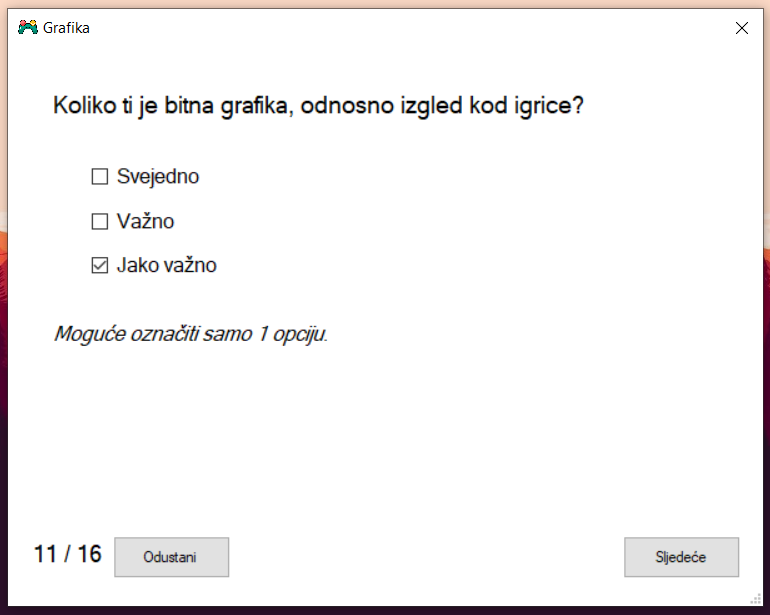 Grafika
Koliko ti je bitna grafika, odnosno izgled kod igrice?
Svejedno
Važno
Jako važno
Moguće označiti samo 1 opciju.
11 / 16
Odustani
Sljedeće